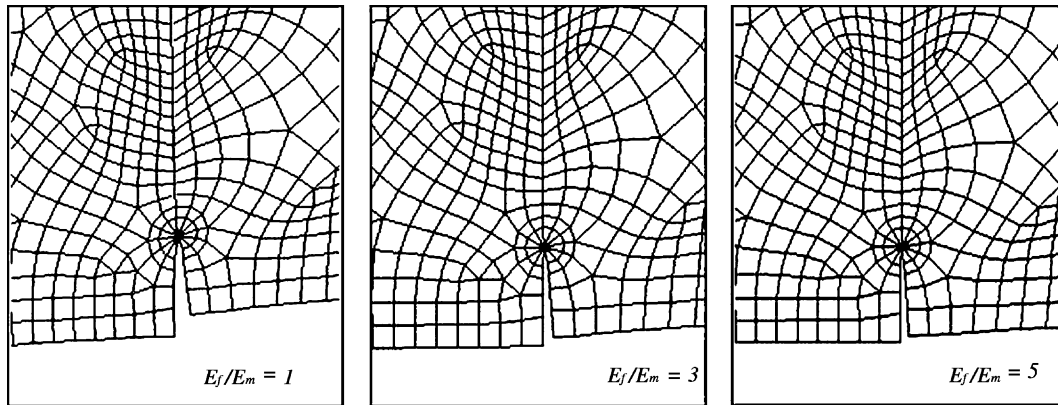 E_f/E_m = 1
E_f/E_m = 3
E_f/E_m = 5